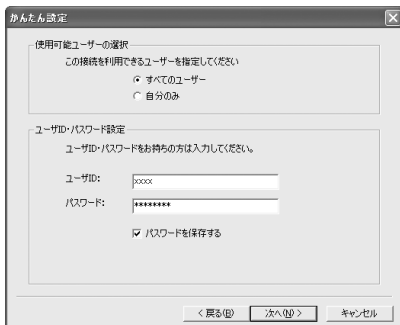 かんたん設定
使用可能ユーザーの選択
この接続を利用できるユーザーを指定してください
すべてのユーザー
自分のみ
ユーザID・パスワード設定
ユーザID・パスワードをお持ちの方は入力してください。
ユーザID: xxxx
パスワード: ********
パスワードを保存する
< 戻る(B) 次へ(N) > キャンセル